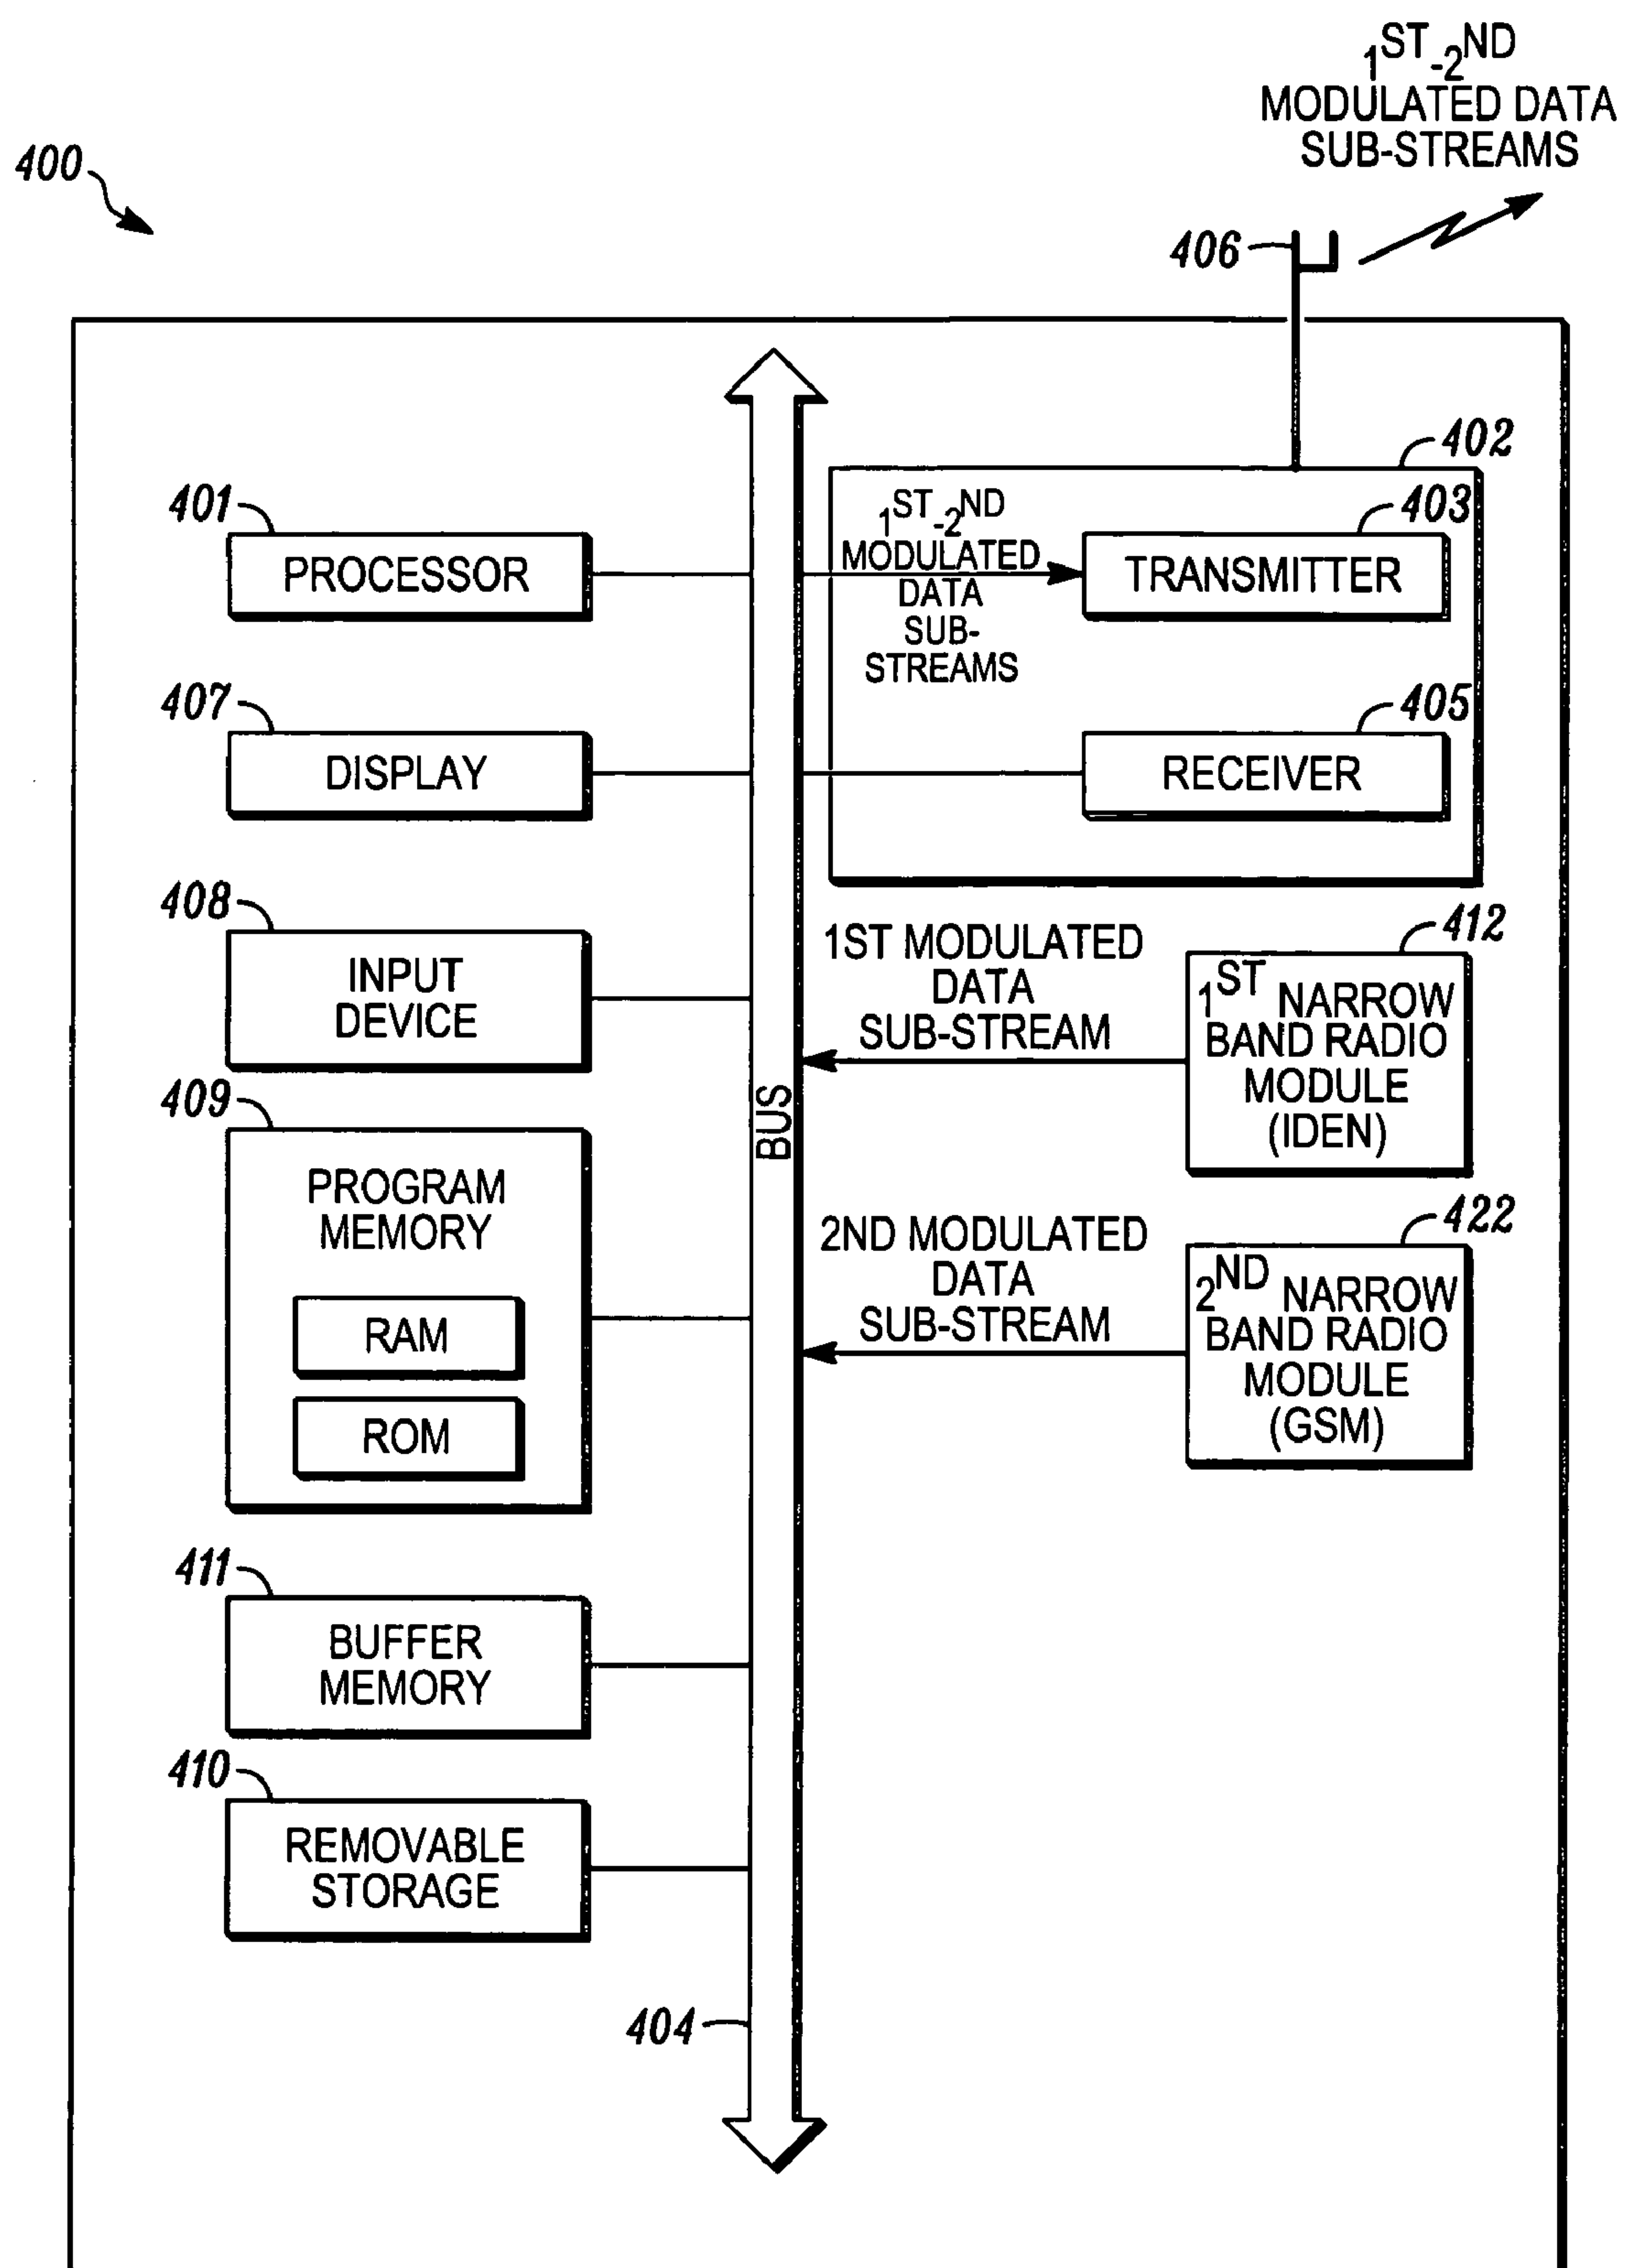 1ST-2ND
MODULATED DATA
SUB-STREAMS
400
406
402
401
PROCESSOR
1ST-2ND
MODULATED
DATA
SUB-
STREAMS
403
TRANSMITTER
407
DISPLAY
405
RECEIVER
408
INPUT
DEVICE
1ST MODULATED
DATA
SUB-STREAM
412
1ST NARROW
BAND RADIO
MODULE
(IDEN)
BUS
409
PROGRAM
MEMORY
RAM
ROM
2ND MODULATED
DATA
SUB-STREAM
422
2ND NARROW
BAND RADIO
MODULE
(GSM)
411
BUFFER
MEMORY
410
REMOVABLE
STORAGE
404